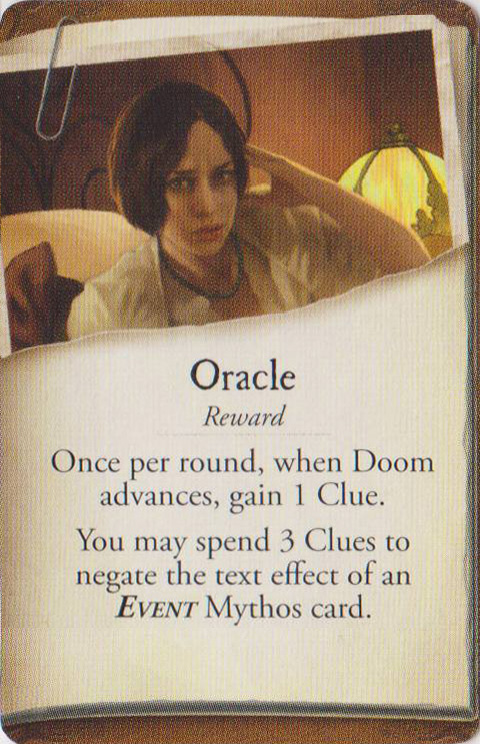 Oracle
Reward
Once per round, when Doom
advances, gain 1 Clue.
You may spend 3 Clues to
negate the text effect of an
EVENT Mythos card.